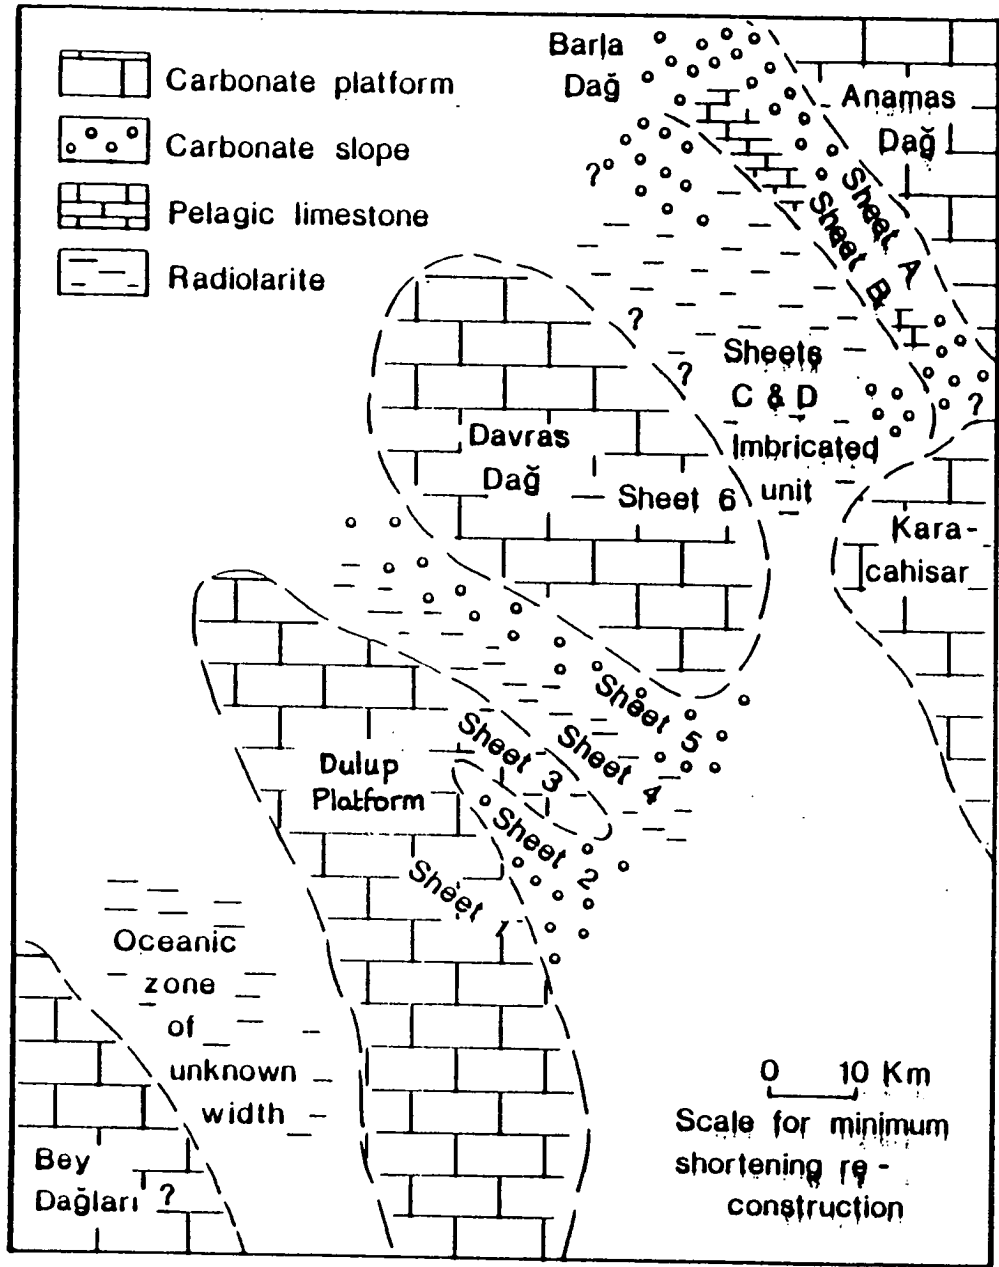 Carbonate platform
Carbonate slope
Pelagic limestone
Radiolarite
Barla
Dağ
Anamas
Dağ
?
Sheet A
Sheet B
?
?
Sheets
C & D
Imbricated
unit
?
Davras
Dağ
Sheet 6
Kara-
cahisar
Sheet 5
Sheet 4
Sheet 3
Sheet 2
Sheet 1
Dulup
Platform
Oceanic
zone
of
unknown
width
Bey
Dağları ?
0 10 Km
Scale for minimum
shortening re-
construction